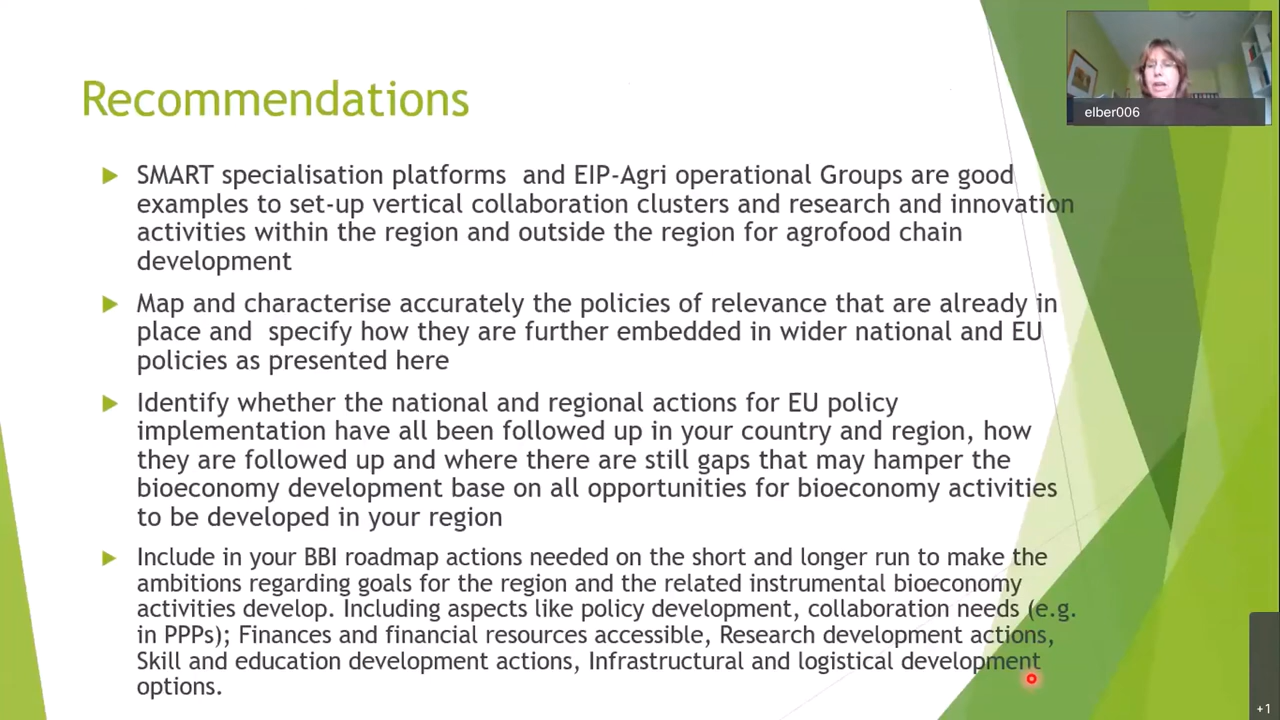 Recommendations
elber006
SMART specialisation platforms and EIP-Agri operational Groups are good
examples to set-up vertical collaboration clusters and research and innovation
activities within the region and outside the region for agrofood chain
development
Map and characterise accurately the policies of relevance that are already in
place and specify how they are further embedded in wider national and EU
policies as presented here
Identify whether the national and regional actions for EU policy
implementation have all been followed up in your country and region, how
they are followed up and where there are still gaps that may hamper the
bioeconomy development base on all opportunities for bioeconomy activities
to be developed in your region
Include in your BBI roadmap actions needed on the short and longer run to make the
ambitions regarding goals for the region and the related instrumental bioeconomy
activities develop. Including aspects like policy development, collaboration needs (e.g.
in PPPs); Finances and financial resources accessible, Research development actions,
Skill and education development actions, Infrastructural and logistical development
options.
+1